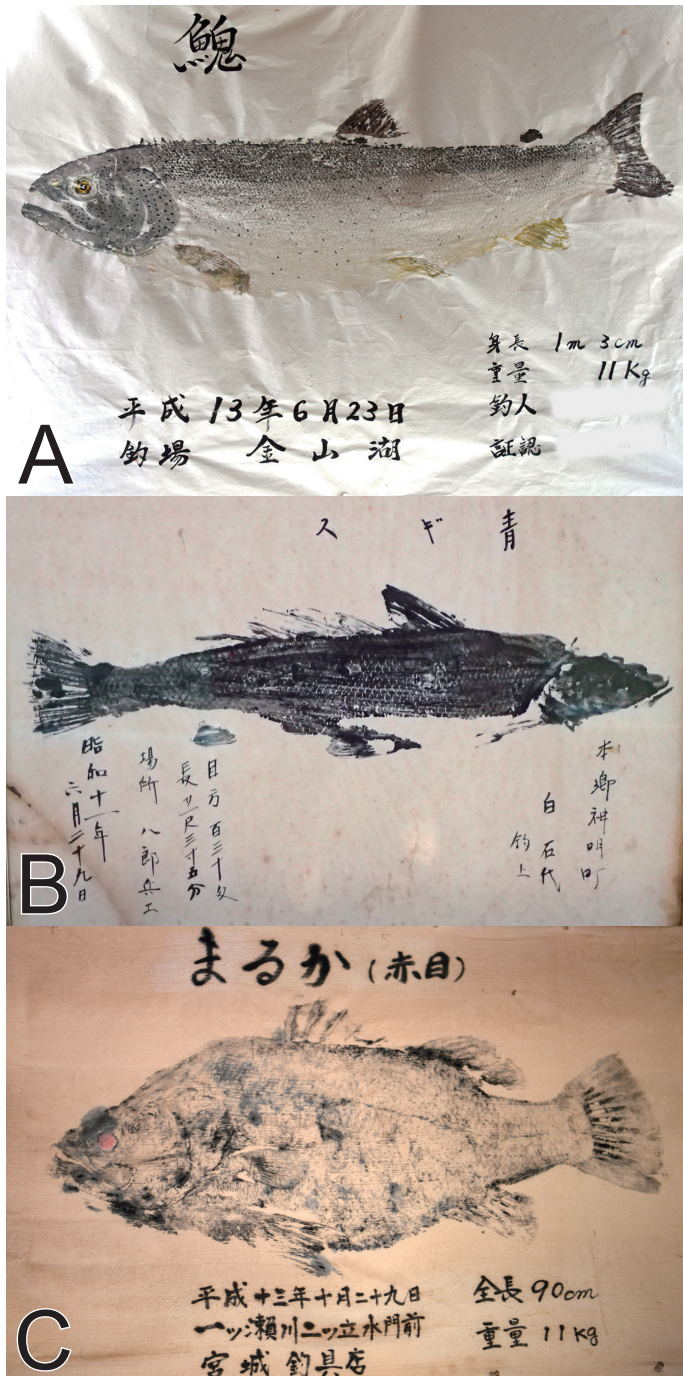 𩹷
身長 1m 3cm
重量 11Kg
釣人
証認
平成13年6月23日
釣場 金山湖
A
青ギス
本郷神明町
白石代
釣上
目方百三十匁
長サ一尺三寸五分
場所 八郎兵エ
昭和十一年
六月二十九日
B
まるか(赤目)
平成十三年十月二十九日
一ッ瀬川二ッ立水門前
宮城 釣具店
全長 90cm
重量 11kg
C